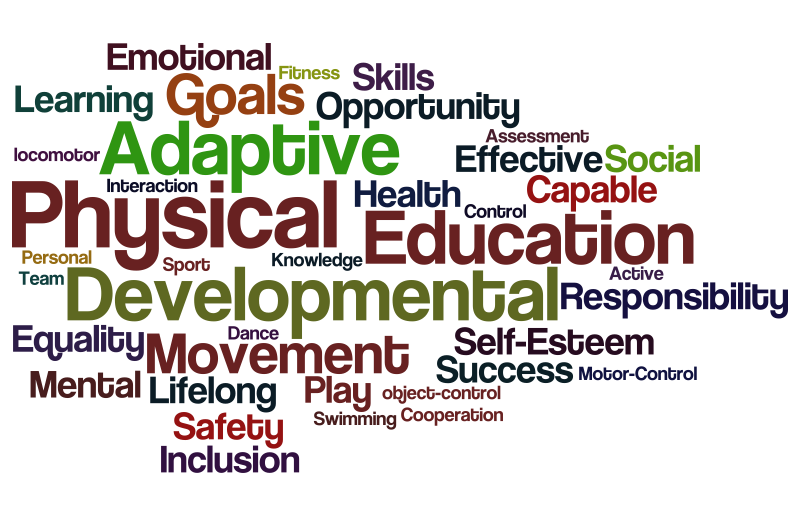 Emotional
Fitness
Skills
Learning
Goals
Opportunity
Adaptive
Assessment
locomotor
Effective
Social
Interaction
Health
Capable
Physical
Control
Education
Personal
Sport
Knowledge
Team
Active
Developmental
Responsibility
Equality
Dance
Movement
Self-Esteem
Success
Motor-Control
Mental
Lifelong
Play
object-control
Swimming
Cooperation
Safety
Inclusion